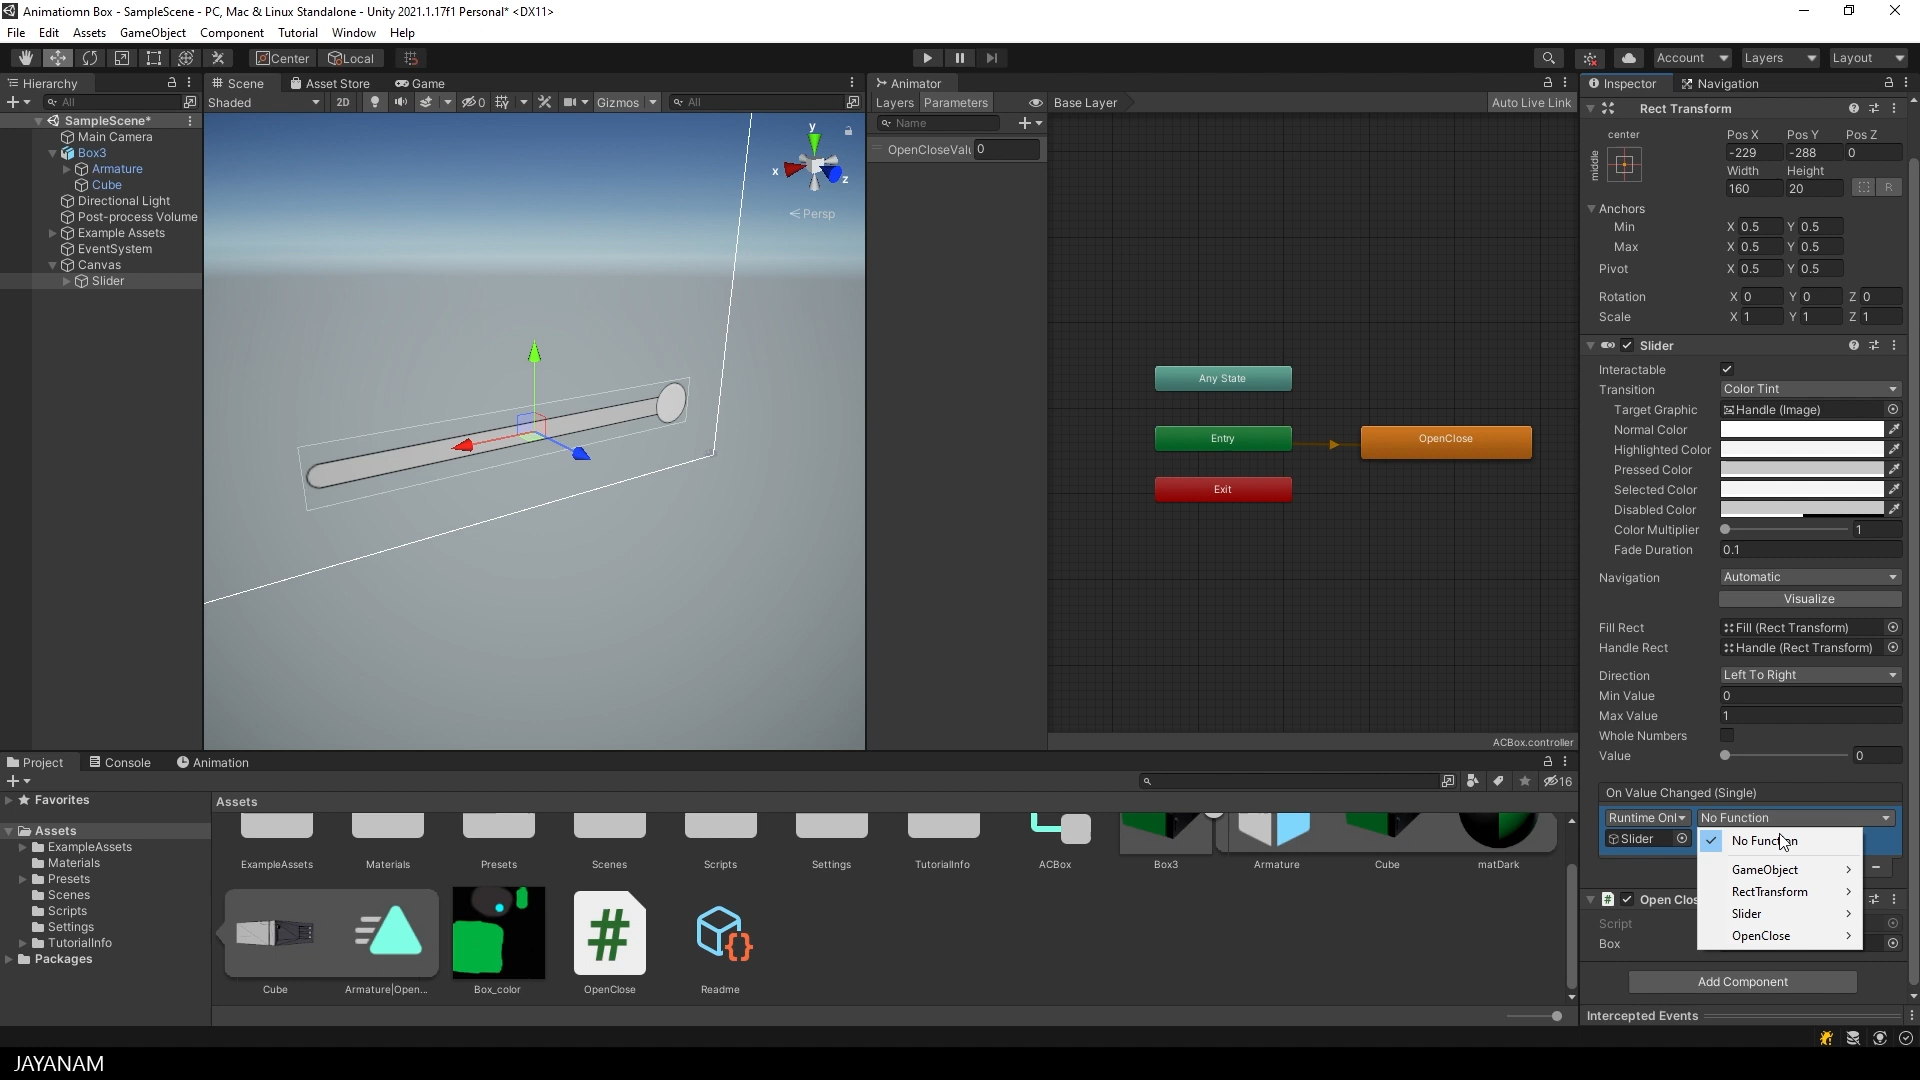 Animatiomn Box - SampleScene - PC, Mac & Linux Standalone - Unity 2021.1.17f1 Personal* <DX11>
File Edit Assets GameObject Component Tutorial Window Help
Center Local Account Layers Layout
Hierarchy
All
SampleScene*
Main Camera
Box3
Armature
Cube
Directional Light
Post-process Volume
Example Assets
EventSystem
Canvas
Slider
Scene Asset Store Game
Shaded 2D 0 Gizmos All
y
x
z
Persp
Animator
Layers Parameters Base Layer Auto Live Link
Name
OpenCloseValu 0
Any State
Entry
OpenClose
Exit
ACBox.controller
Inspector Navigation
Rect Transform
center
middle
Pos X Pos Y Pos Z
-229 -288 0
Width Height
160 20
R
Anchors
Min X 0.5 Y 0.5
Max X 0.5 Y 0.5
Pivot X 0.5 Y 0.5
Rotation X 0 Y 0 Z 0
Scale X 1 Y 1 Z 1
Slider
Interactable
Transition Color Tint
Target Graphic Handle (Image)
Normal Color
Highlighted Color
Pressed Color
Selected Color
Disabled Color
Color Multiplier 1
Fade Duration 0.1
Navigation Automatic
Visualize
Fill Rect Fill (Rect Transform)
Handle Rect Handle (Rect Transform)
Direction Left To Right
Min Value 0
Max Value 1
Whole Numbers
Value 0
On Value Changed (Single)
Runtime Onl No Function
Slider
No Function
GameObject
RectTransform
Slider
OpenClose
Open Clos
Script
Box
Add Component
Intercepted Events
Project Console Animation
16
Favorites
Assets
ExampleAssets
Materials
Presets
Scenes
Scripts
Settings
TutorialInfo
Packages
Assets
ExampleAssets Materials Presets Scenes Scripts Settings TutorialInfo ACBox Box3 Armature Cube matDark
#
Cube Armature|Open... Box_color OpenClose Readme
JAYANAM